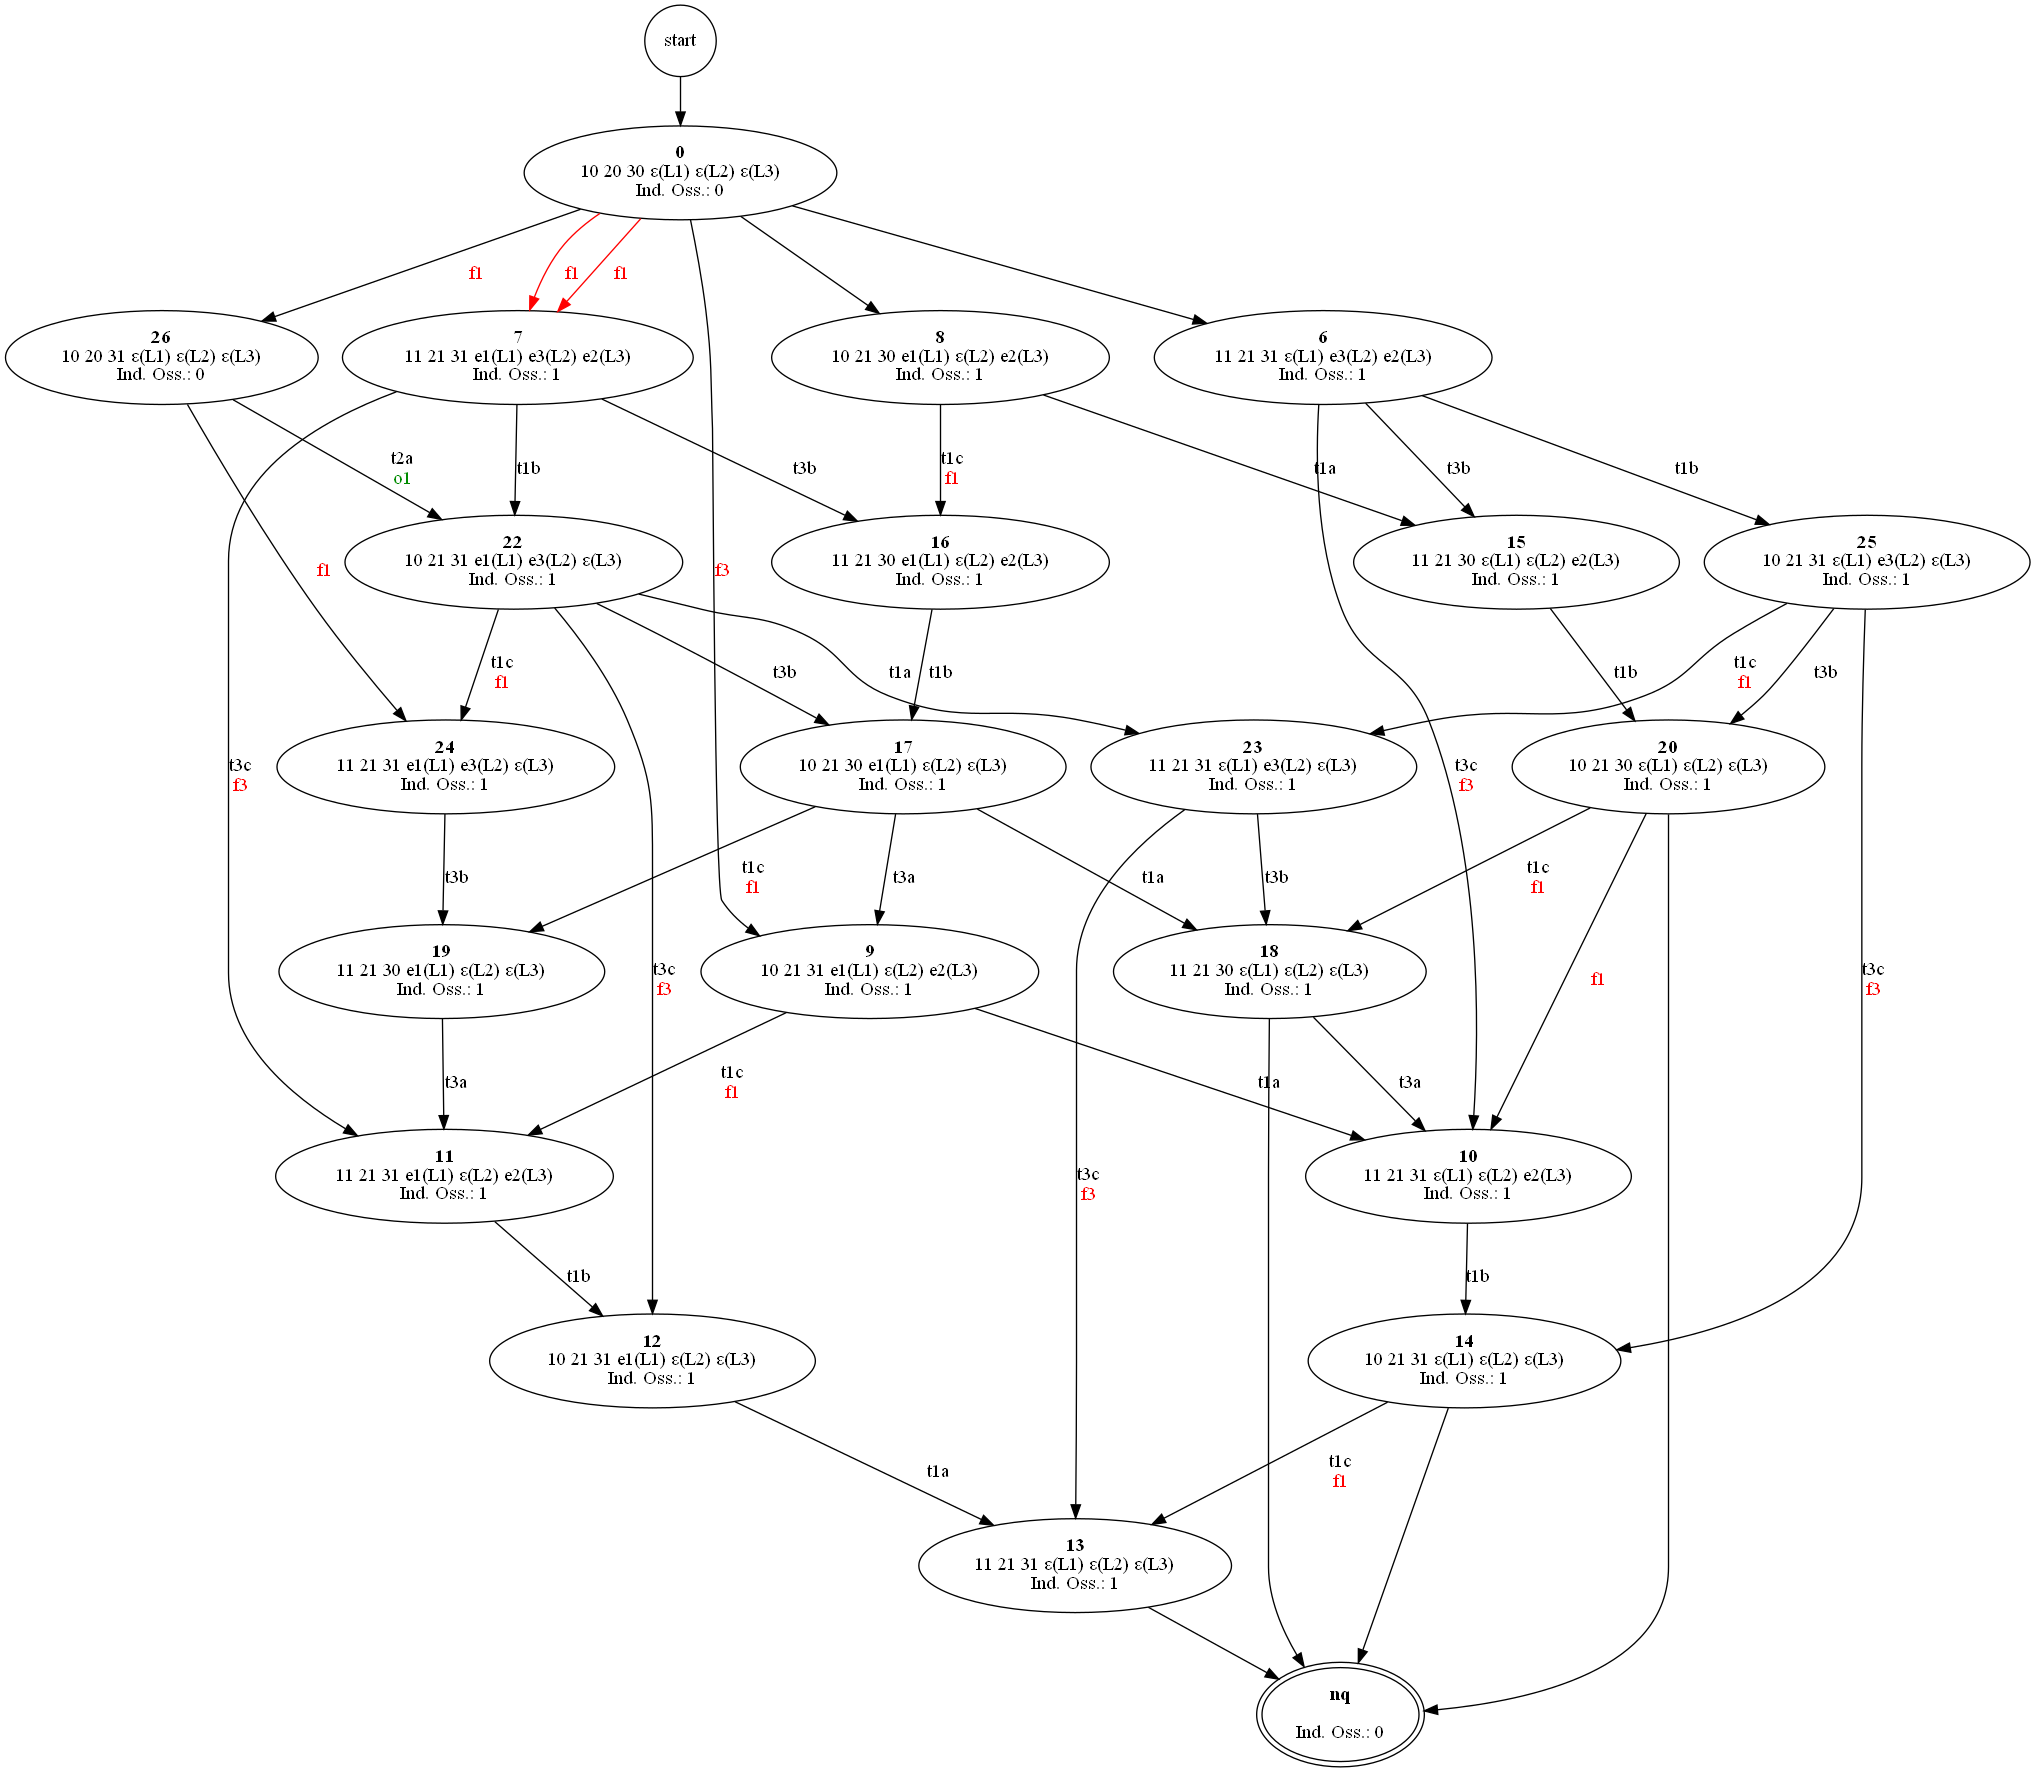 start
0
10 20 30 ε(L1) ε(L2) ε(L3)
Ind. Oss.: 0
f1
f1
f1
26
10 20 31 ε(L1) ε(L2) ε(L3)
Ind. Oss.: 0
7
11 21 31 e1(L1) e3(L2) e2(L3)
Ind. Oss.: 1
8
10 21 30 e1(L1) ε(L2) e2(L3)
Ind. Oss.: 1
6
11 21 31 ε(L1) e3(L2) e2(L3)
Ind. Oss.: 1
t2a
o1
t1b
t3b
t1c
f1
t1a
t3b
t1b
f1
22
10 21 31 e1(L1) e3(L2) ε(L3)
Ind. Oss.: 1
f3
16
11 21 30 e1(L1) ε(L2) e2(L3)
Ind. Oss.: 1
15
11 21 30 ε(L1) ε(L2) e2(L3)
Ind. Oss.: 1
25
10 21 31 ε(L1) e3(L2) ε(L3)
Ind. Oss.: 1
t1c
f1
t3b
t1a
t1b
t1b
t1c
f1
t3b
t3c
f3
24
11 21 31 e1(L1) e3(L2) ε(L3)
Ind. Oss.: 1
17
10 21 30 e1(L1) ε(L2) ε(L3)
Ind. Oss.: 1
23
11 21 31 ε(L1) e3(L2) ε(L3)
Ind. Oss.: 1
t3c
f3
20
10 21 30 ε(L1) ε(L2) ε(L3)
Ind. Oss.: 1
t3b
t1c
f1
t3a
t1a
t3b
t1c
f1
19
11 21 30 e1(L1) ε(L2) ε(L3)
Ind. Oss.: 1
t3c
f3
9
10 21 31 e1(L1) ε(L2) e2(L3)
Ind. Oss.: 1
18
11 21 30 ε(L1) ε(L2) ε(L3)
Ind. Oss.: 1
f1
t3c
f3
t3a
t1c
f1
t1a
t3a
11
11 21 31 e1(L1) ε(L2) e2(L3)
Ind. Oss.: 1
t3c
f3
10
11 21 31 ε(L1) ε(L2) e2(L3)
Ind. Oss.: 1
t1b
t1b
12
10 21 31 e1(L1) ε(L2) ε(L3)
Ind. Oss.: 1
14
10 21 31 ε(L1) ε(L2) ε(L3)
Ind. Oss.: 1
t1a
t1c
f1
13
11 21 31 ε(L1) ε(L2) ε(L3)
Ind. Oss.: 1
nq
Ind. Oss.: 0